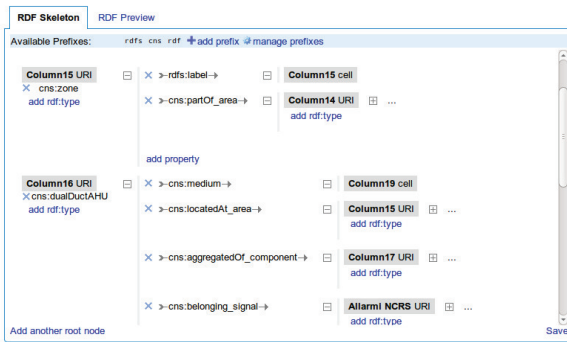 RDF Skeleton RDF Preview
Available Prefixes: rdfs cns rdf add prefix manage prefixes
Column15 URI rdfs:label Column15 cell
cns:zone
add rdf:type
cns:partOf_area Column14 URI ...
add rdf:type
add property
Column16 URI cns:medium Column19 cell
cns:dualDuctAHU
add rdf:type
cns:locatedAt_area Column15 URI ...
add rdf:type
cns:aggregatedOf_component Column17 URI ...
add rdf:type
cns:belonging_signal Allarmi NCRS URI ...
add rdf:type
Add another root node Save